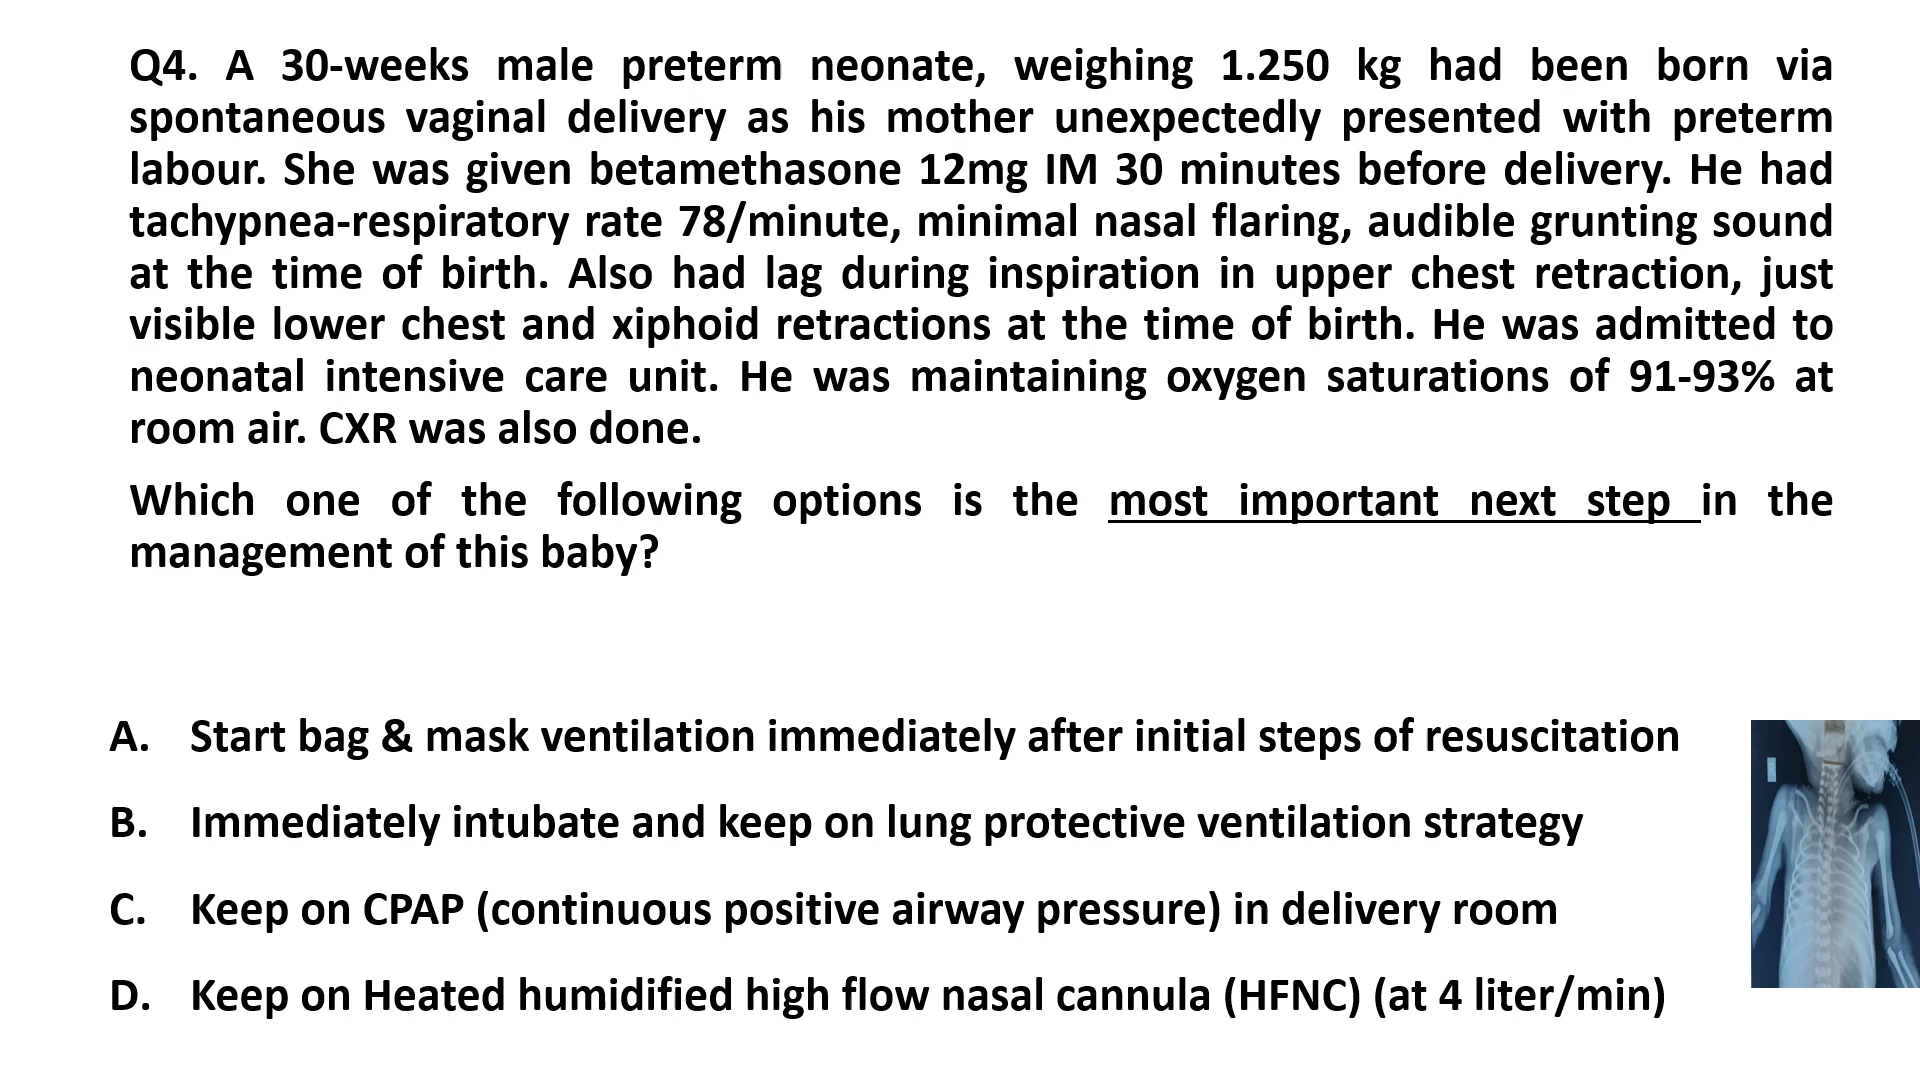 Q4. A 30-weeks male preterm neonate, weighing 1.250 kg had been born via
spontaneous vaginal delivery as his mother unexpectedly presented with preterm
labour. She was given betamethasone 12mg IM 30 minutes before delivery. He had
tachypnea-respiratory rate 78/minute, minimal nasal flaring, audible grunting sound
at the time of birth. Also had lag during inspiration in upper chest retraction, just
visible lower chest and xiphoid retractions at the time of birth. He was admitted to
neonatal intensive care unit. He was maintaining oxygen saturations of 91-93% at
room air. CXR was also done.
Which one of the following options is the most important next step in the
management of this baby?
A. Start bag & mask ventilation immediately after initial steps of resuscitation
B. Immediately intubate and keep on lung protective ventilation strategy
C. Keep on CPAP (continuous positive airway pressure) in delivery room
D. Keep on Heated humidified high flow nasal cannula (HFNC) (at 4 liter/min)